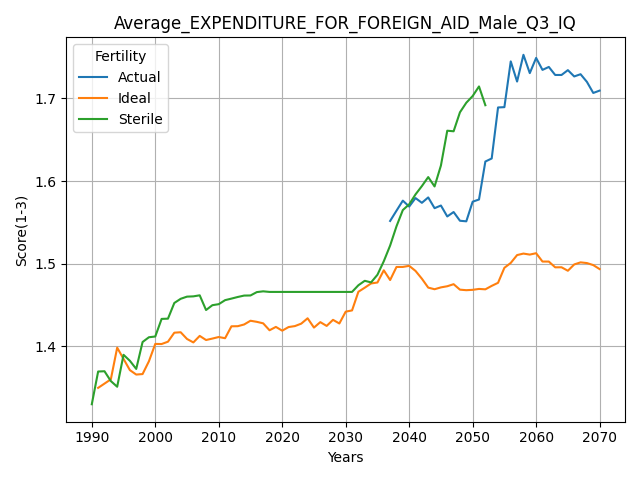 Average_EXPENDITURE_FOR_FOREIGN_AID_Male_Q3_IQ
Fertility
Actual
Ideal
Sterile
Score(1-3)
1.7
1.6
1.5
1.4
1990 2000 2010 2020 2030 2040 2050 2060 2070
Years